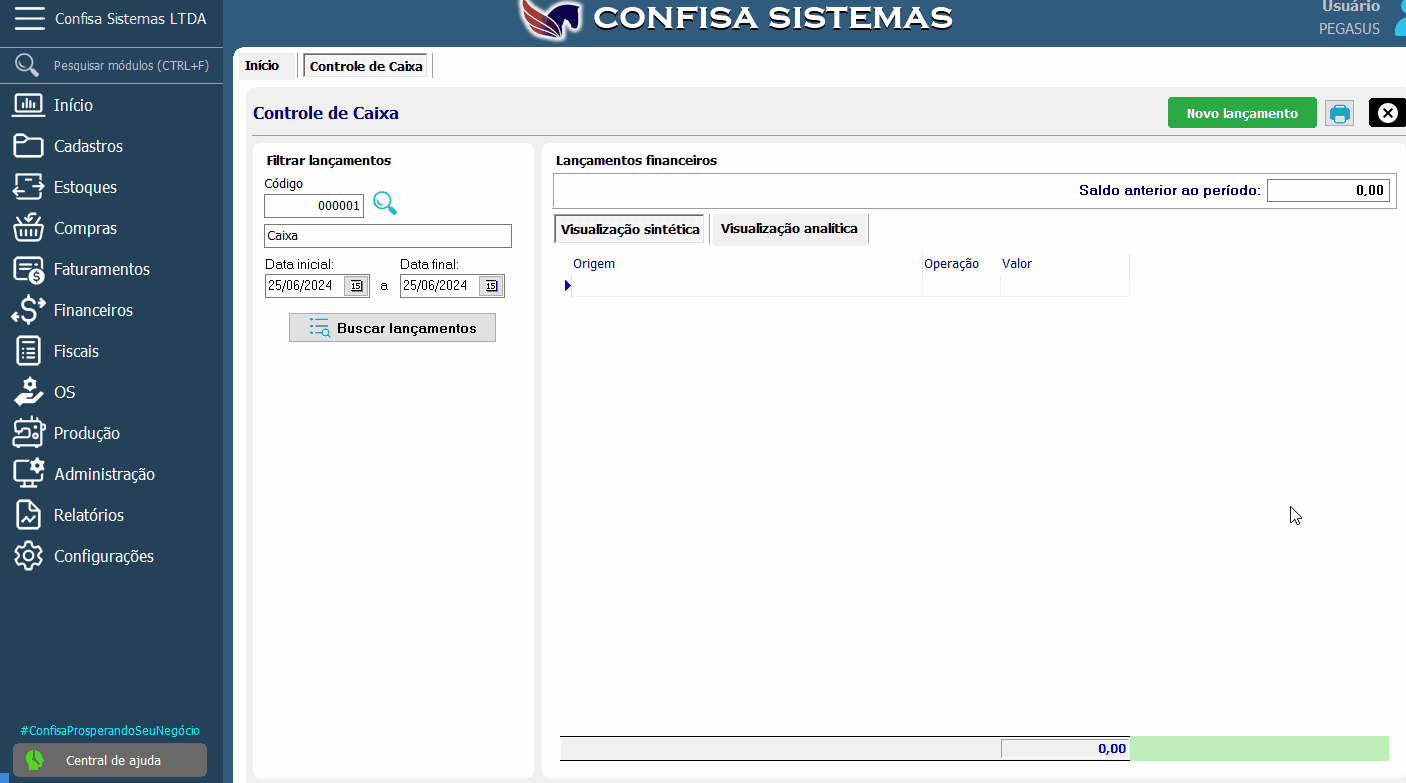 Confisa Sistemas LTDA
CONFISA SISTEMAS
Usuário
PEGASUS
Pesquisar módulos (CTRL+F)
Início
Cadastros
Estoques
Compras
Faturamentos
Financeiros
Fiscais
OS
Produção
Administração
Relatórios
Configurações
#ConfisaProsperandoSeuNegócio
Central de ajuda
Início
Controle de Caixa
Controle de Caixa
Novo lançamento
Filtrar lançamentos
Código
000001
Caixa
Data inicial: Data final:
25/06/2024 15 a 25/06/2024 15
Buscar lançamentos
Lançamentos financeiros
Saldo anterior ao período: 0,00
Visualização sintética Visualização analítica
Origem Operação Valor
0,00